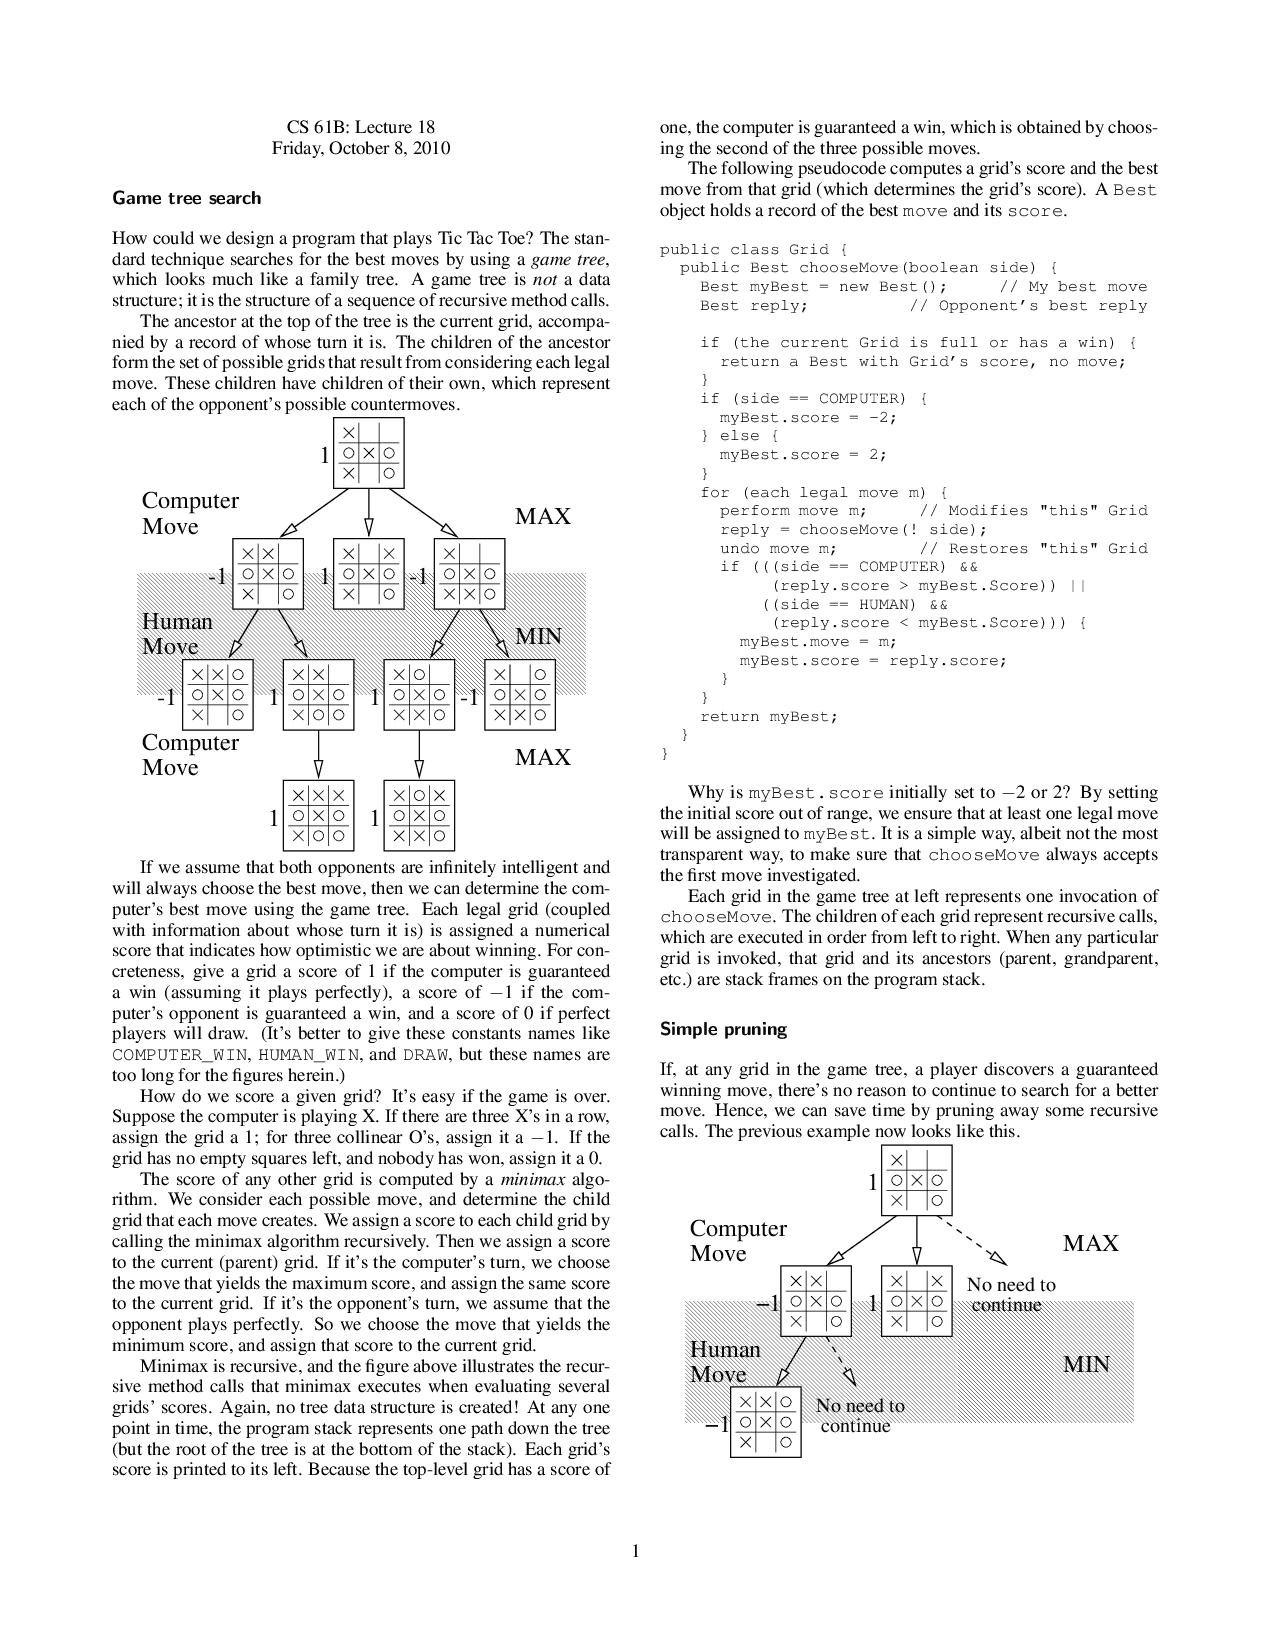 CS 61B: Lecture 18
Friday, October 8, 2010
Game tree search
How could we design a program that plays Tic Tac Toe? The stan-
dard technique searches for the best moves by using a game tree,
which looks much like a family tree. A game tree is not a data
structure; it is the structure of a sequence of recursive method calls.
The ancestor at the top of the tree is the current grid, accompa-
nied by a record of whose turn it is. The children of the ancestor
form the set of possible grids that result from considering each legal
move. These children have children of their own, which represent
each of the opponent's possible countermoves.
1
Computer
Move
MAX
-1
1
-1
Human
Move
MIN
-1
1
1
-1
Computer
Move
MAX
1
1
If we assume that both opponents are infinitely intelligent and
will always choose the best move, then we can determine the com-
puter's best move using the game tree. Each legal grid (coupled
with information about whose turn it is) is assigned a numerical
score that indicates how optimistic we are about winning. For con-
creteness, give a grid a score of 1 if the computer is guaranteed
a win (assuming it plays perfectly), a score of −1 if the com-
puter's opponent is guaranteed a win, and a score of 0 if perfect
players will draw. (It's better to give these constants names like
COMPUTER_WIN, HUMAN_WIN, and DRAW, but these names are
too long for the figures herein.)
How do we score a given grid? It's easy if the game is over.
Suppose the computer is playing X. If there are three X's in a row,
assign the grid a 1; for three collinear O's, assign it a −1. If the
grid has no empty squares left, and nobody has won, assign it a 0.
The score of any other grid is computed by a minimax algo-
rithm. We consider each possible move, and determine the child
grid that each move creates. We assign a score to each child grid by
calling the minimax algorithm recursively. Then we assign a score
to the current (parent) grid. If it's the computer's turn, we choose
the move that yields the maximum score, and assign the same score
to the current grid. If it's the opponent's turn, we assume that the
opponent plays perfectly. So we choose the move that yields the
minimum score, and assign that score to the current grid.
Minimax is recursive, and the figure above illustrates the recur-
sive method calls that minimax executes when evaluating several
grids' scores. Again, no tree data structure is created! At any one
point in time, the program stack represents one path down the tree
(but the root of the tree is at the bottom of the stack). Each grid's
score is printed to its left. Because the top-level grid has a score of
one, the computer is guaranteed a win, which is obtained by choos-
ing the second of the three possible moves.
The following pseudocode computes a grid's score and the best
move from that grid (which determines the grid's score). A Best
object holds a record of the best move and its score.
public class Grid {
public Best chooseMove(boolean side) {
Best myBest = new Best(); // My best move
Best reply; // Opponent's best reply
if (the current Grid is full or has a win) {
return a Best with Grid's score, no move;
}
if (side == COMPUTER) {
myBest.score = -2;
} else {
myBest.score = 2;
}
for (each legal move m) {
perform move m; // Modifies "this" Grid
reply = chooseMove(! side);
undo move m; // Restores "this" Grid
if (((side == COMPUTER) &&
(reply.score > myBest.Score)) ||
((side == HUMAN) &&
(reply.score < myBest.Score))) {
myBest.move = m;
myBest.score = reply.score;
}
}
return myBest;
}
}
Why is myBest.score initially set to −2 or 2? By setting
the initial score out of range, we ensure that at least one legal move
will be assigned to myBest. It is a simple way, albeit not the most
transparent way, to make sure that chooseMove always accepts
the first move investigated.
Each grid in the game tree at left represents one invocation of
chooseMove. The children of each grid represent recursive calls,
which are executed in order from left to right. When any particular
grid is invoked, that grid and its ancestors (parent, grandparent,
etc.) are stack frames on the program stack.
Simple pruning
If, at any grid in the game tree, a player discovers a guaranteed
winning move, there's no reason to continue to search for a better
move. Hence, we can save time by pruning away some recursive
calls. The previous example now looks like this.
1
Computer
Move
MAX
−1
1
No need to
continue
Human
Move
MIN
−1
No need to
continue
1